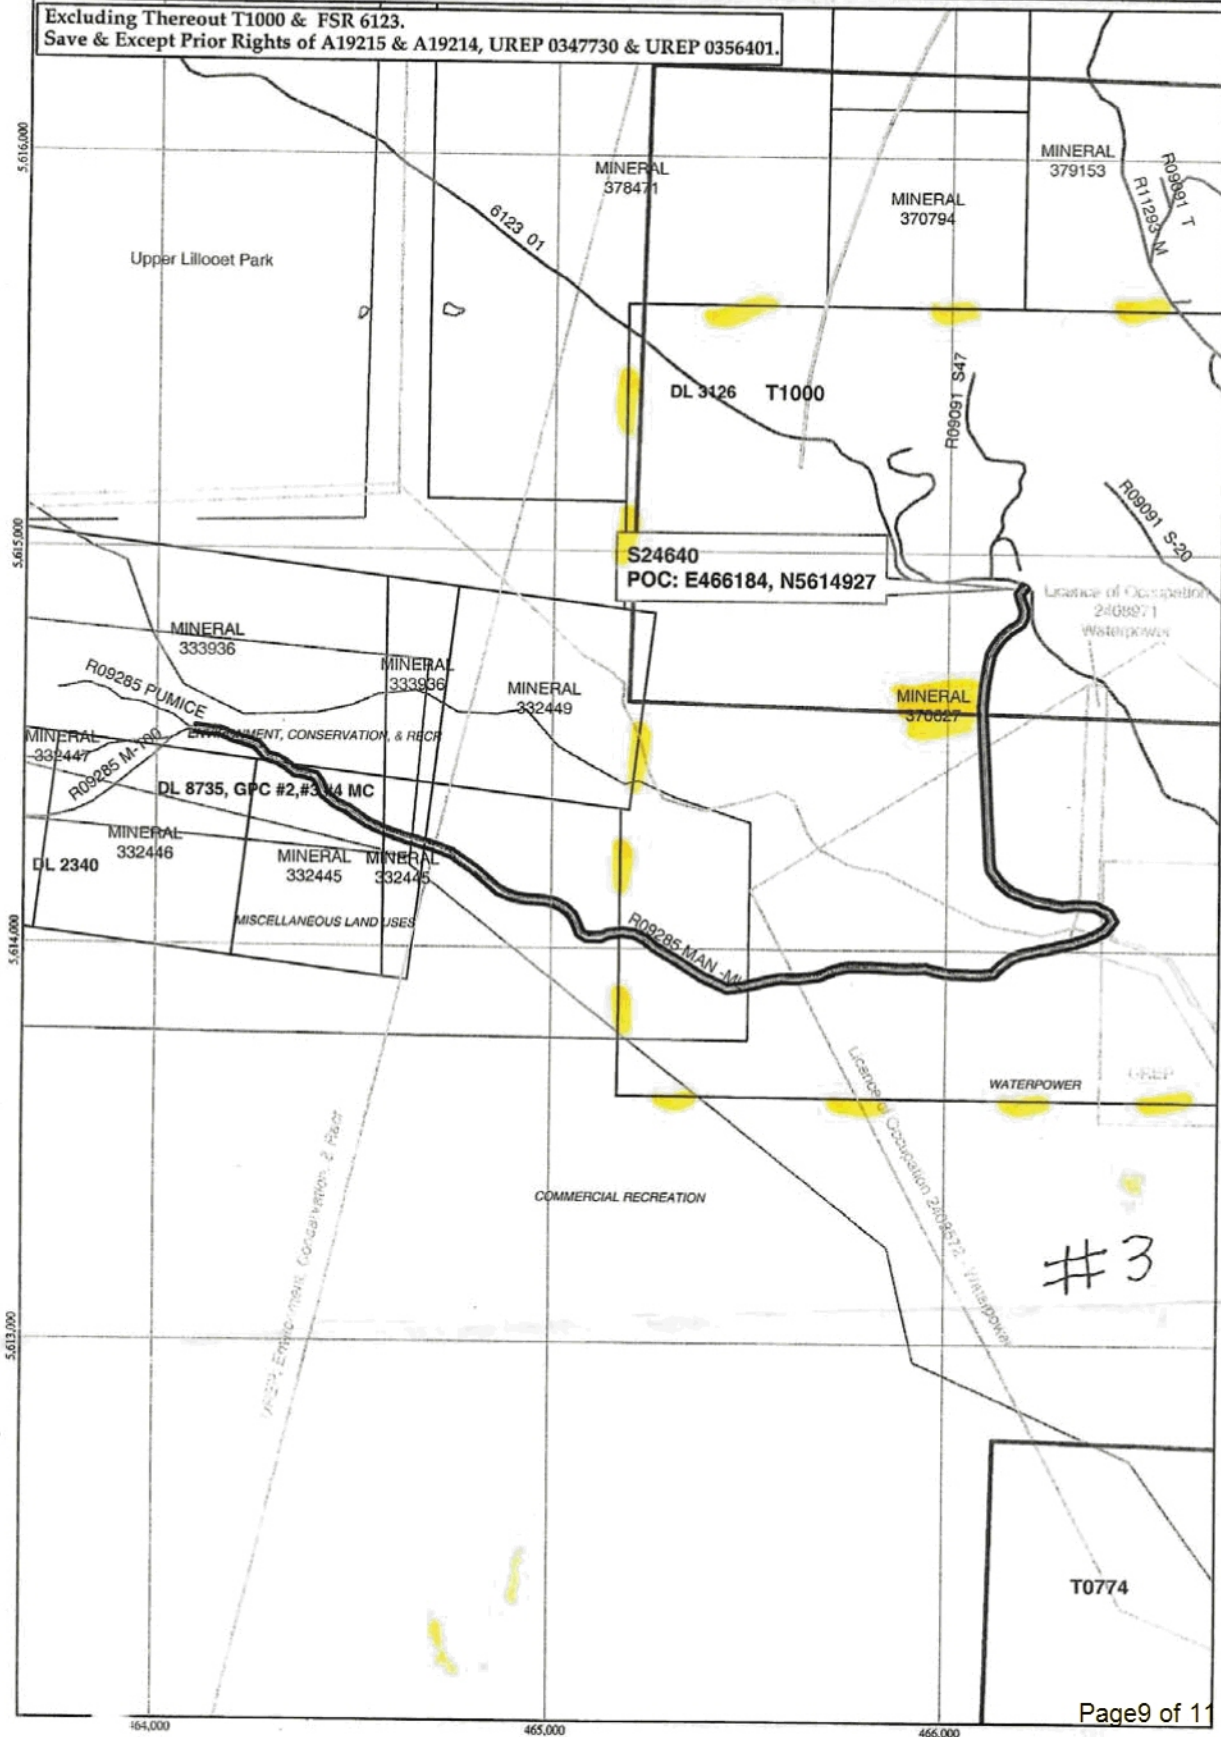 Excluding Thereout T1000 & FSR 6123.
Save & Except Prior Rights of A19215 & A19214, UREP 0347730 & UREP 0356401.
5,616,000
MINERAL
378471
MINERAL
379153
R09091 T
R11293 M
MINERAL
370794
6123 01
Upper Lillooet Park
DL 3126
T1000
R09091 S47
R09091 S-20
5,615,000
S24640
POC: E466184, N5614927
Licence of Occupation
2408971
Waterpower
MINERAL
333936
MINERAL
333936
MINERAL
332449
MINERAL
370627
R09285 PUMICE
ENVIRONMENT, CONSERVATION, & RECR
MINERAL
332447
R09285 M-100
DL 8735, GPC #2,#3,#4 MC
MINERAL
332446
DL 2340
MINERAL
332445
MINERAL
332445
MISCELLANEOUS LAND USES
R09285 MAN -ML
5,614,000
WATERPOWER
UREP
Licence of Occupation
Waterpower
UREP, Environment, Conservation, & Recr
COMMERCIAL RECREATION
#3
5,613,000
T0774
464,000
465,000
466,000
Page9 of 11